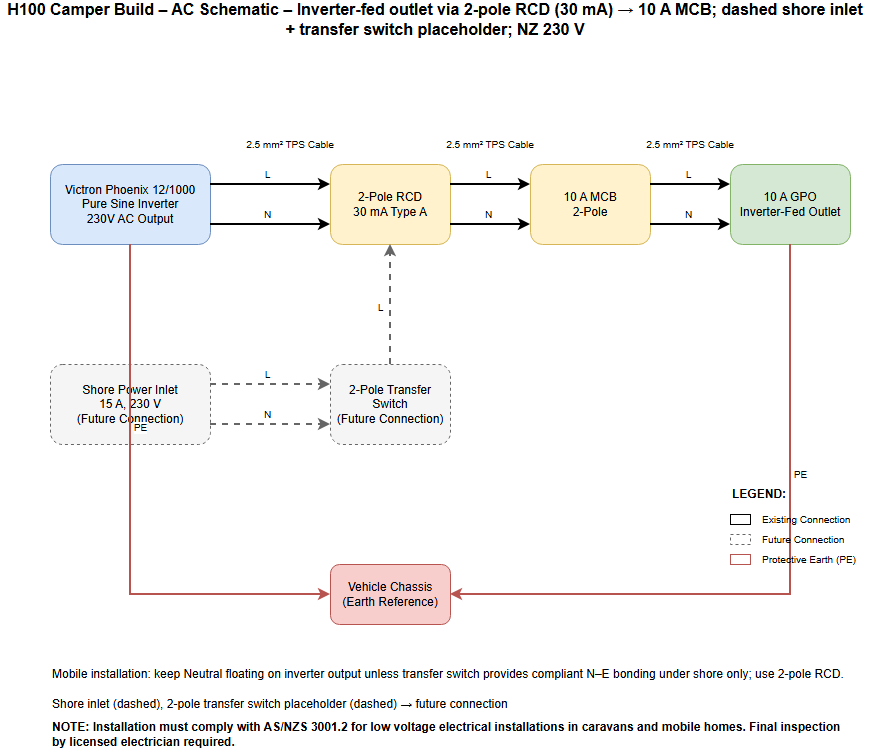 H100 Camper Build – AC Schematic – Inverter-fed outlet via 2-pole RCD (30 mA) → 10 A MCB; dashed shore inlet
+ transfer switch placeholder; NZ 230 V
2.5 mm² TPS Cable
2.5 mm² TPS Cable
2.5 mm² TPS Cable
Victron Phoenix 12/1000
Pure Sine Inverter
230V AC Output
L
N
2-Pole RCD
30 mA Type A
L
N
10 A MCB
2-Pole
L
N
10 A GPO
Inverter-Fed Outlet
L
Shore Power Inlet
15 A, 230 V
(Future Connection)
PE
L
N
2-Pole Transfer
Switch
(Future Connection)
PE
LEGEND:
Existing Connection
Future Connection
Protective Earth (PE)
Vehicle Chassis
(Earth Reference)
Mobile installation: keep Neutral floating on inverter output unless transfer switch provides compliant N–E bonding under shore only; use 2-pole RCD.
Shore inlet (dashed), 2-pole transfer switch placeholder (dashed) → future connection
NOTE: Installation must comply with AS/NZS 3001.2 for low voltage electrical installations in caravans and mobile homes. Final inspection
by licensed electrician required.